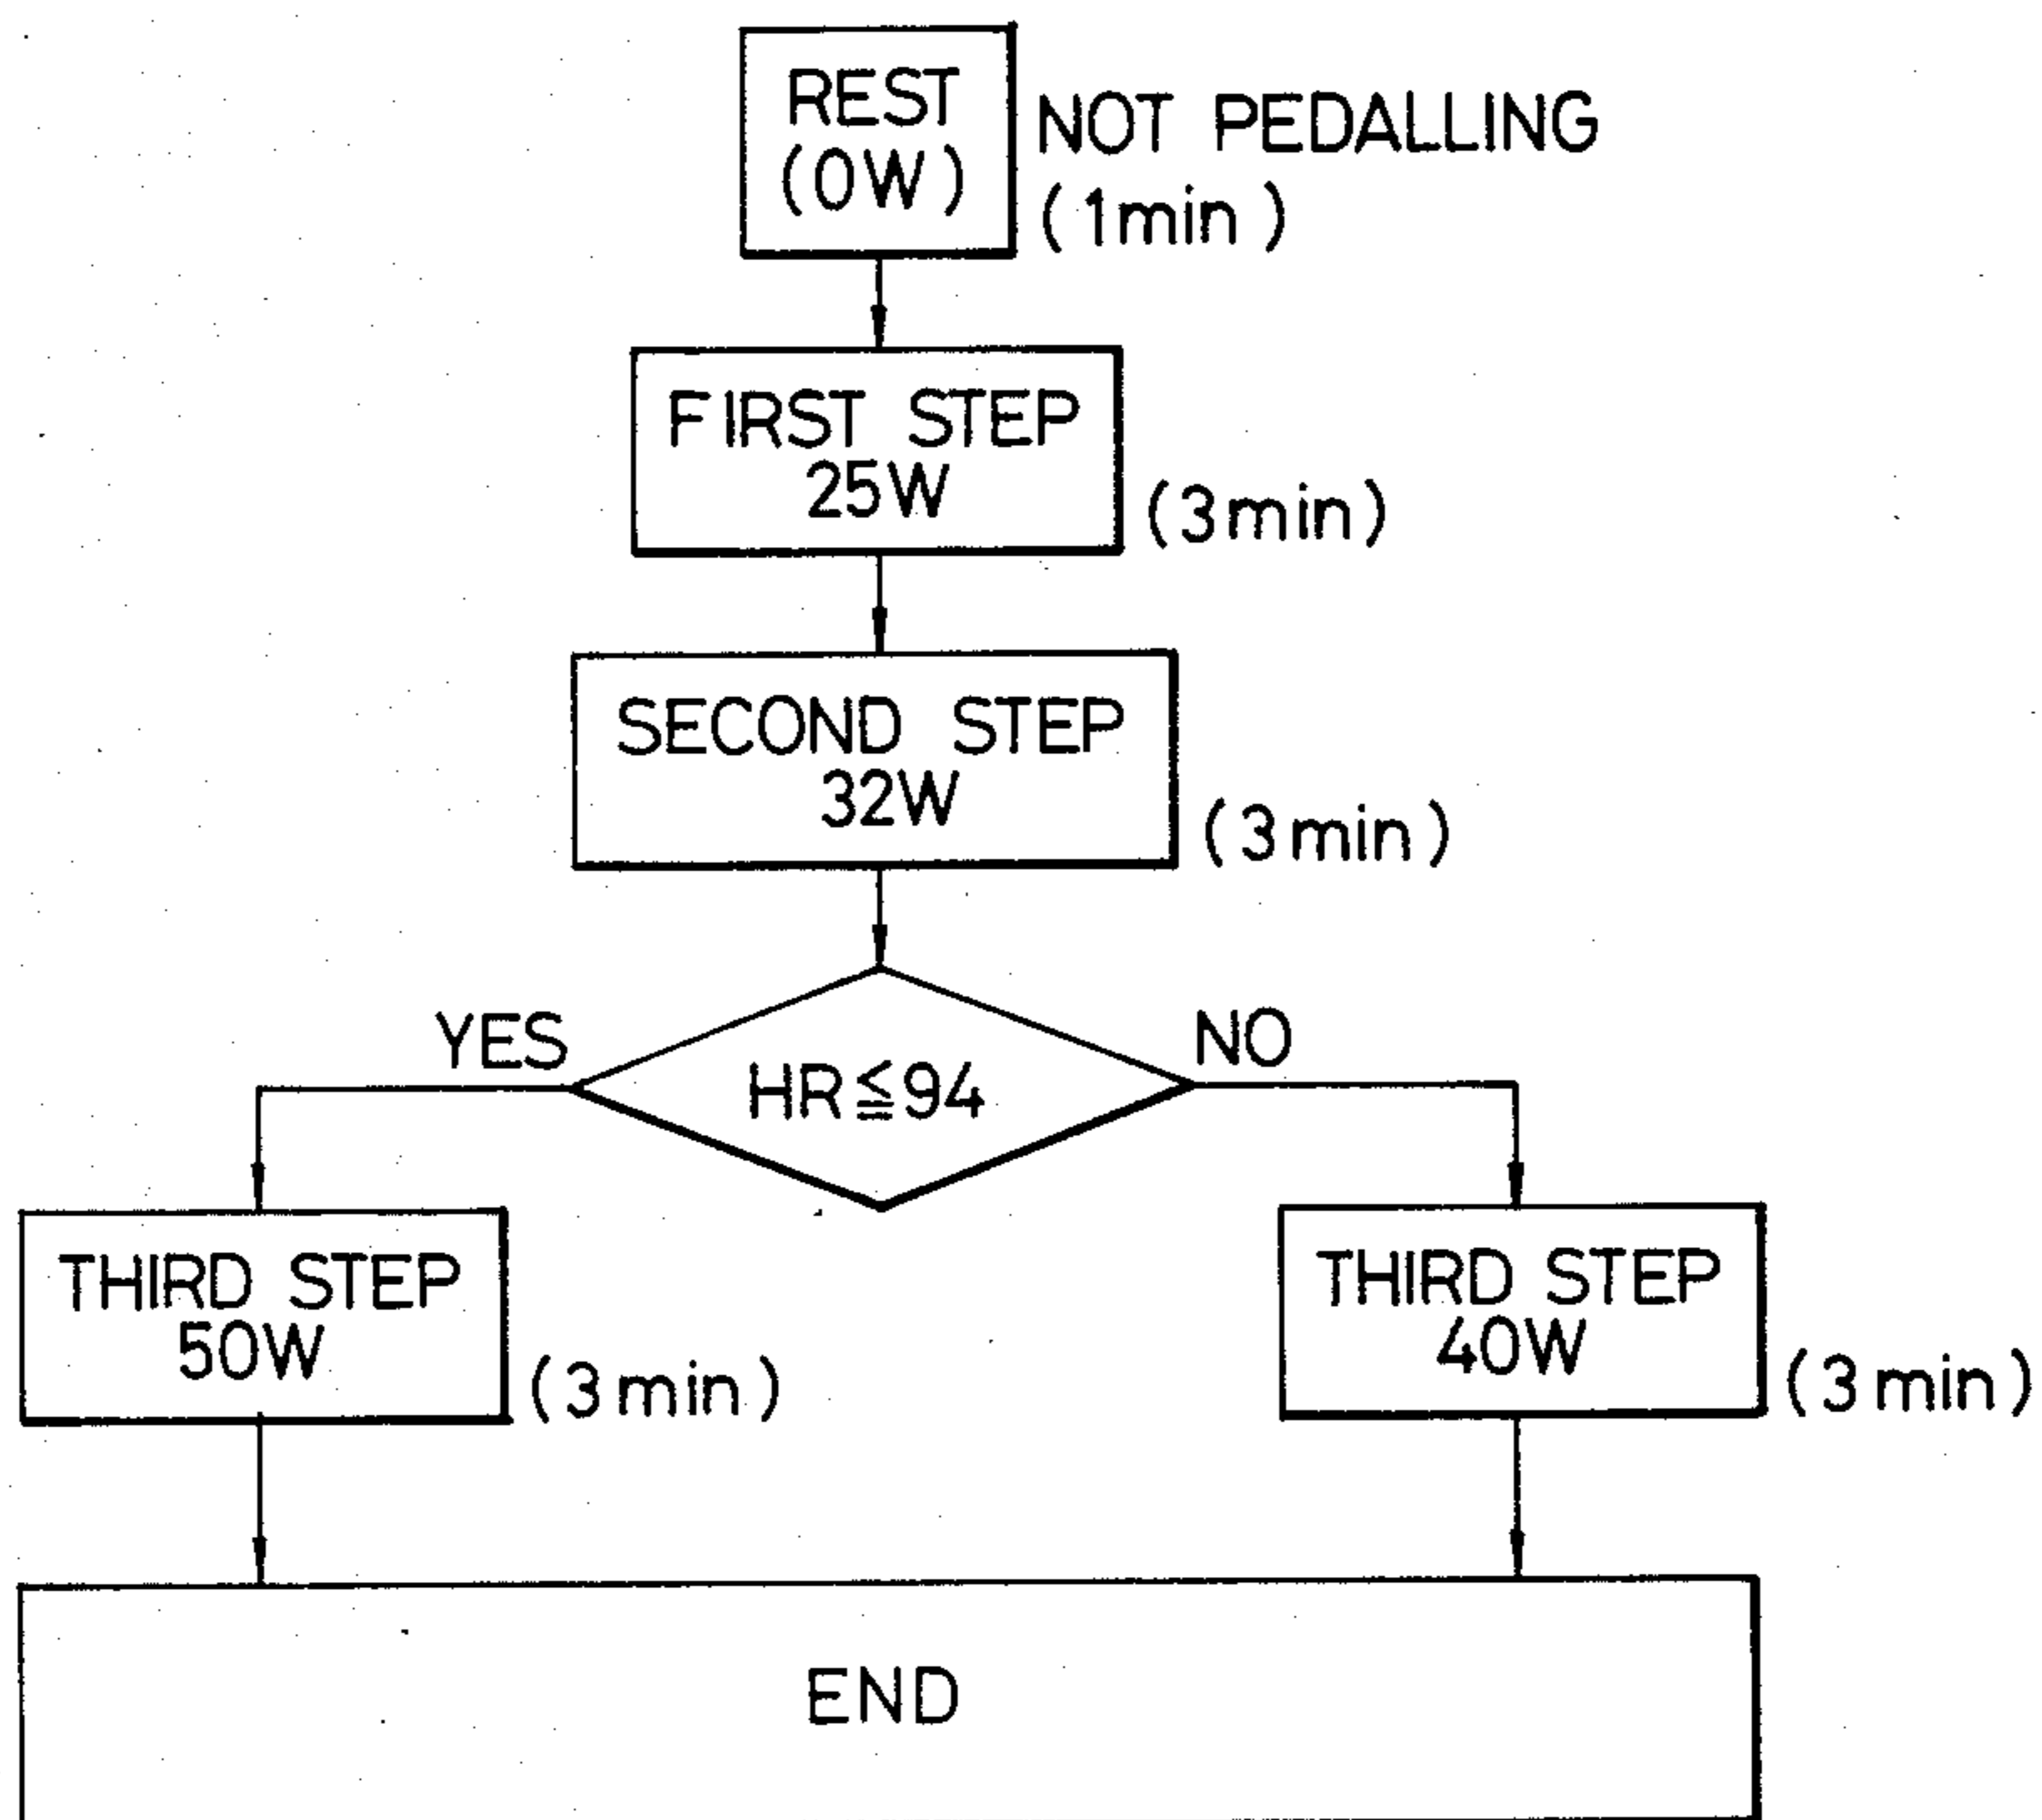 REST
(0W)
NOT PEDALLING
(1min)
FIRST STEP
25W
(3min)
SECOND STEP
32W
(3min)
YES
HR≦94
NO
THIRD STEP
50W
(3min)
THIRD STEP
40W
(3min)
END